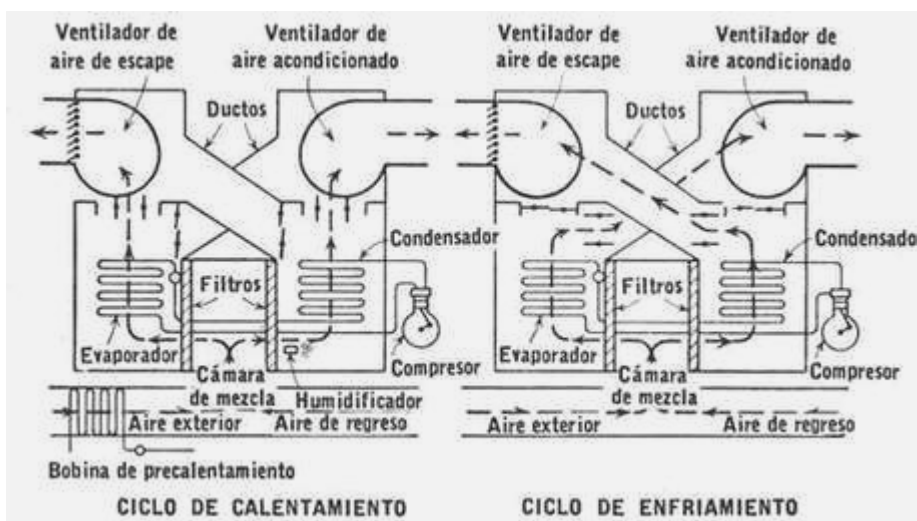 Ventilador de
aire de escape
Ventilador de
aire acondicionado
Ductos
Condensador
Filtros
Evaporador
Compresor
Cámara
de mezcla
Humidificador
Aire exterior
Aire de regreso
Bobina de precalentamiento
CICLO DE CALENTAMIENTO
Ventilador de
aire de escape
Ventilador de
aire acondicionado
Ductos
Condensado
Filtros
Evaporador
Compresor
Cámara
de mezcla
Aire exterior
Aire de regreso
CICLO DE ENFRIAMIENTO